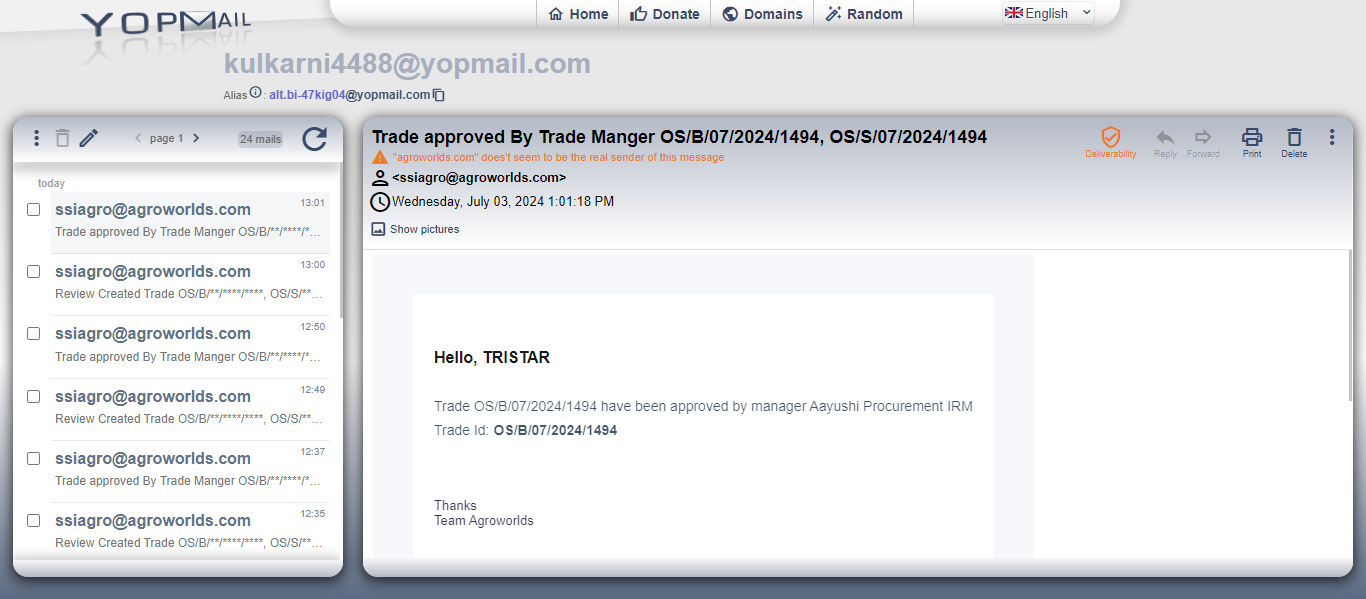 YOPMAIL
Home
Donate
Domains
Random
English
kulkarni4488@yopmail.com
Alias : alt.bi-47kig04@yopmail.com
page 1
24 mails
today
ssiagro@agroworlds.com 13:01
Trade approved By Trade Manger OS/B/**/****/*…
ssiagro@agroworlds.com 13:00
Review Created Trade OS/B/**/****/****, OS/S/**…
ssiagro@agroworlds.com 12:50
Trade approved By Trade Manger OS/B/**/****/*…
ssiagro@agroworlds.com 12:49
Review Created Trade OS/B/**/****/****, OS/S/**…
ssiagro@agroworlds.com 12:37
Trade approved By Trade Manger OS/B/**/****/*…
ssiagro@agroworlds.com 12:35
Review Created Trade OS/B/**/****/****, OS/S/**…
Trade approved By Trade Manger OS/B/07/2024/1494, OS/S/07/2024/1494
"agroworlds.com" does't seem to be the real sender of this message
<ssiagro@agroworlds.com>
Wednesday, July 03, 2024 1:01:18 PM
Show pictures
Deliverability
Reply
Forward
Print
Delete
Hello, TRISTAR
Trade OS/B/07/2024/1494 have been approved by manager Aayushi Procurement IRM
Trade Id: OS/B/07/2024/1494
Thanks
Team Agroworlds